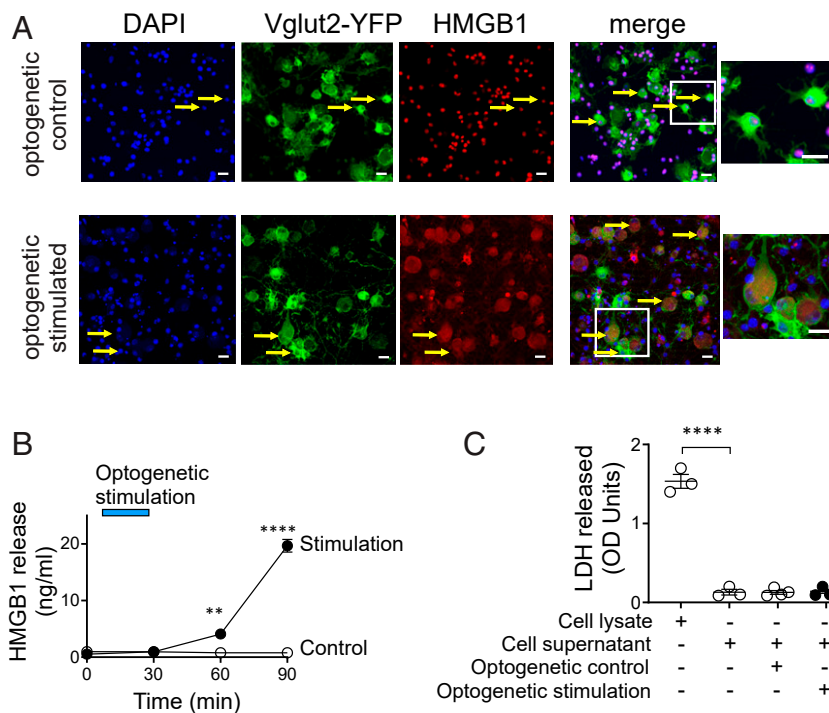 A
DAPI Vglut2-YFP HMGB1 merge
optogenetic
control
optogenetic
stimulated
B
Optogenetic
stimulation
HMGB1 release
(ng/ml)
20
0
****
**
Stimulation
Control
0 30 60 90
Time (min)
C
LDH released
(OD Units)
2
1
0
****
Cell lysate + - - -
Cell supernatant - + + +
Optogenetic control - - + -
Optogenetic stimulation - - - +